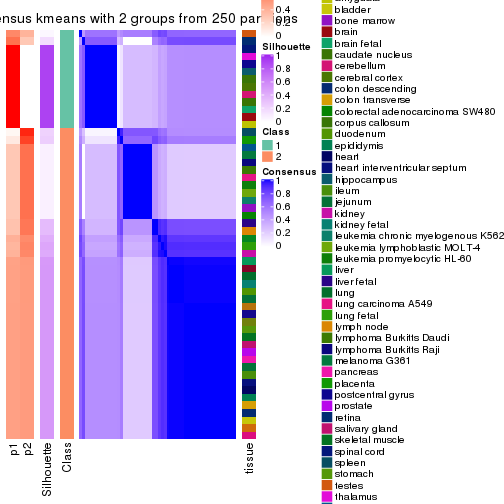 ensus kmeans with 2 groups from 250 par
ns
0.4
0.2
0
Silhouette
1
0.8
0.6
0.4
0.2
0
Class
1
2
Consensus
1
0.8
0.6
0.4
0.2
0
bladder
bone marrow
brain
brain fetal
caudate nucleus
cerebellum
cerebral cortex
colon descending
colon transverse
colorectal adenocarcinoma SW480
corpus callosum
duodenum
epididymis
heart
heart interventricular septum
hippocampus
ileum
jejunum
kidney
kidney fetal
leukemia chronic myelogenous K562
leukemia lymphoblastic MOLT-4
leukemia promyelocytic HL-60
liver
liver fetal
lung
lung carcinoma A549
lung fetal
lymph node
lymphoma Burkitts Daudi
lymphoma Burkitts Raji
melanoma G361
pancreas
placenta
postcentral gyrus
prostate
retina
salivary gland
skeletal muscle
spinal cord
spleen
stomach
testes
thalamus
p1
p2
Silhouette
Class
tissue